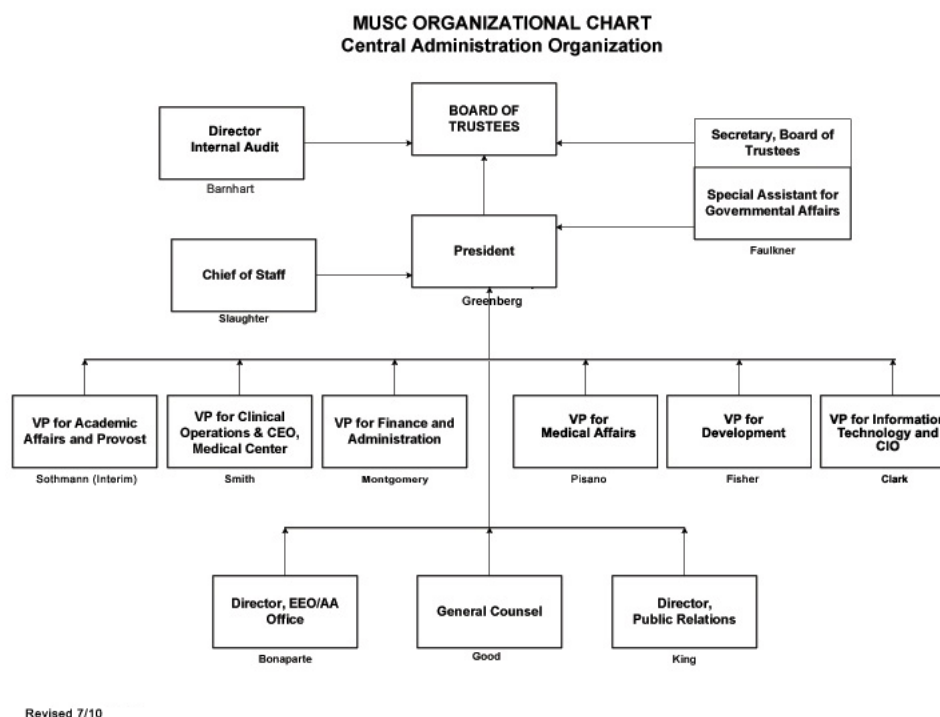 MUSC ORGANIZATIONAL CHART
Central Administration Organization
BOARD OF
TRUSTEES
Director
Internal Audit
Barnhart
Secretary, Board of
Trustees
Special Assistant for
Governmental Affairs
Faulkner
President
Greenberg
Chief of Staff
Slaughter
VP for Academic
Affairs and Provost
Sothmann (Interim)
VP for Clinical
Operations & CEO,
Medical Center
Smith
VP for Finance and
Administration
Montgomery
VP for
Medical Affairs
Pisano
VP for
Development
Fisher
VP for Information
Technology and
CIO
Clark
Director, EEO/AA
Office
Bonaparte
General Counsel
Good
Director,
Public Relations
King
Revised 7/10